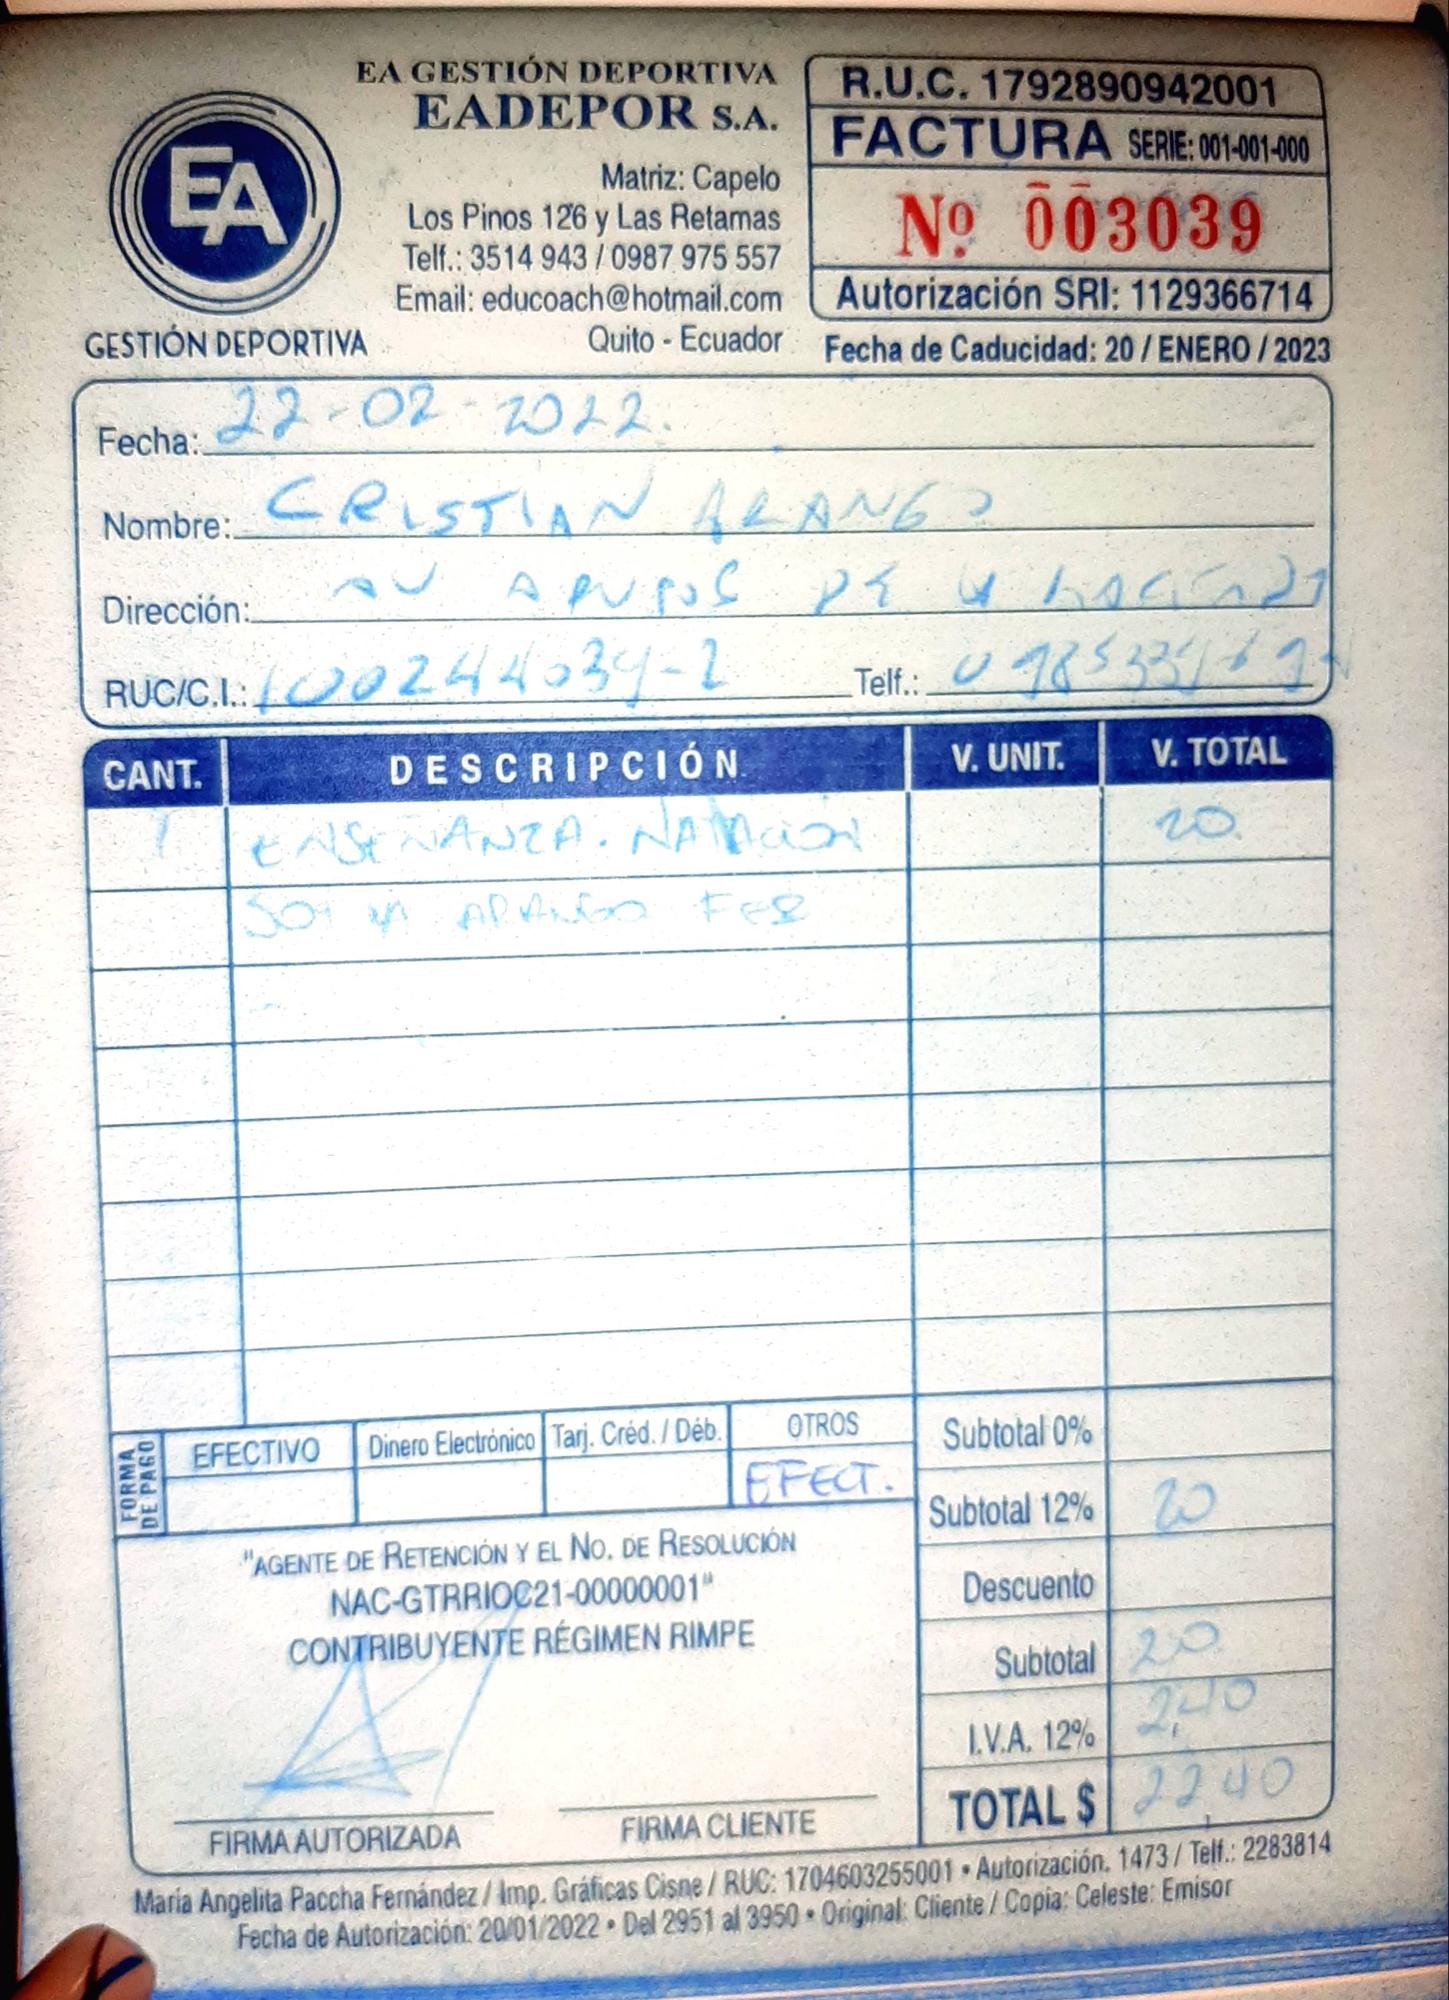 EA GESTIÓN DEPORTIVA
EADEPOR S.A.
EA
GESTIÓN DEPORTIVA
Matriz: Capelo
Los Pinos 126 y Las Retamas
Telf.: 3514 943 / 0987 975 557
Email: educoach@hotmail.com
Quito - Ecuador
R.U.C. 1792890942001
FACTURA SERIE: 001-001-000
Nº 003039
Autorización SRI: 1129366714
Fecha de Caducidad: 20 / ENERO / 2023
Fecha: 22-02-2022.
Nombre: CRISTIAN ARANGO
Dirección: AV DE LA
RUC/C.I.: 100244034-2 Telf.:
CANT. DESCRIPCIÓN V. UNIT. V. TOTAL
1 ENSEÑANZA. NATACIÓN 20
ARANGO FEB
FORMA DE PAGO
EFECTIVO Dinero Electrónico Tarj. Créd. / Déb. OTROS
EFECT.
Subtotal 0%
Subtotal 12% 20
Descuento
Subtotal 20
I.V.A. 12% 2,40
TOTAL $ 22,40
"AGENTE DE RETENCIÓN Y EL NO. DE RESOLUCIÓN
NAC-GTRRIOC21-00000001"
CONTRIBUYENTE RÉGIMEN RIMPE
FIRMA AUTORIZADA FIRMA CLIENTE
María Angelita Paccha Fernández / Imp. Gráficas Cisne / RUC: 1704603255001 • Autorización. 1473 / Telf.: 2283814
Fecha de Autorización: 20/01/2022 • Del 2951 al 3950 • Original: Cliente / Copia: Celeste: Emisor